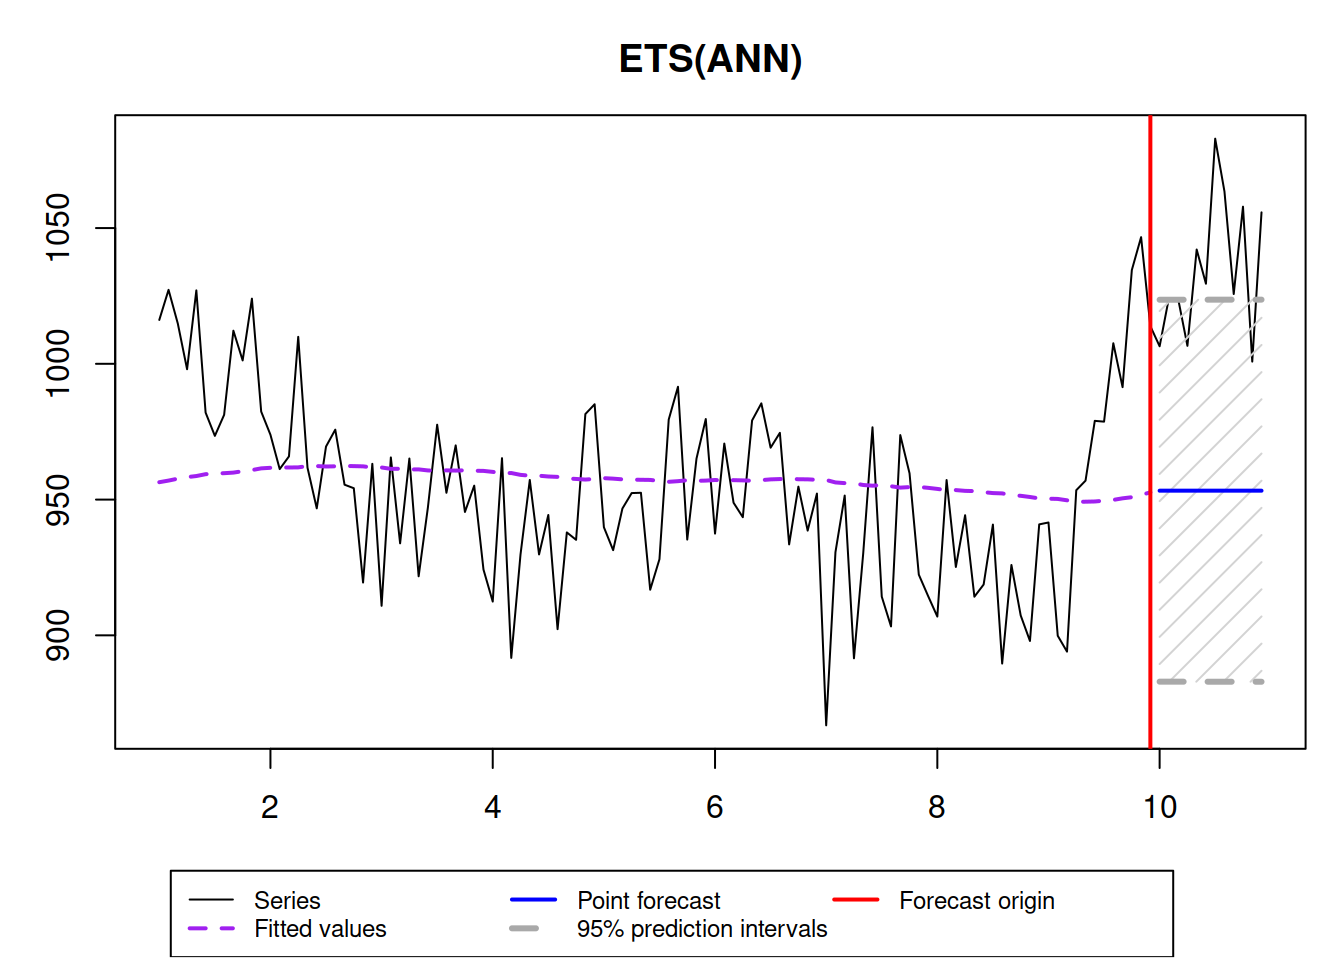 ETS(ANN)
1050
1000
950
900
2 4 6 8 10
Series Point forecast Forecast origin
Fitted values 95% prediction intervals